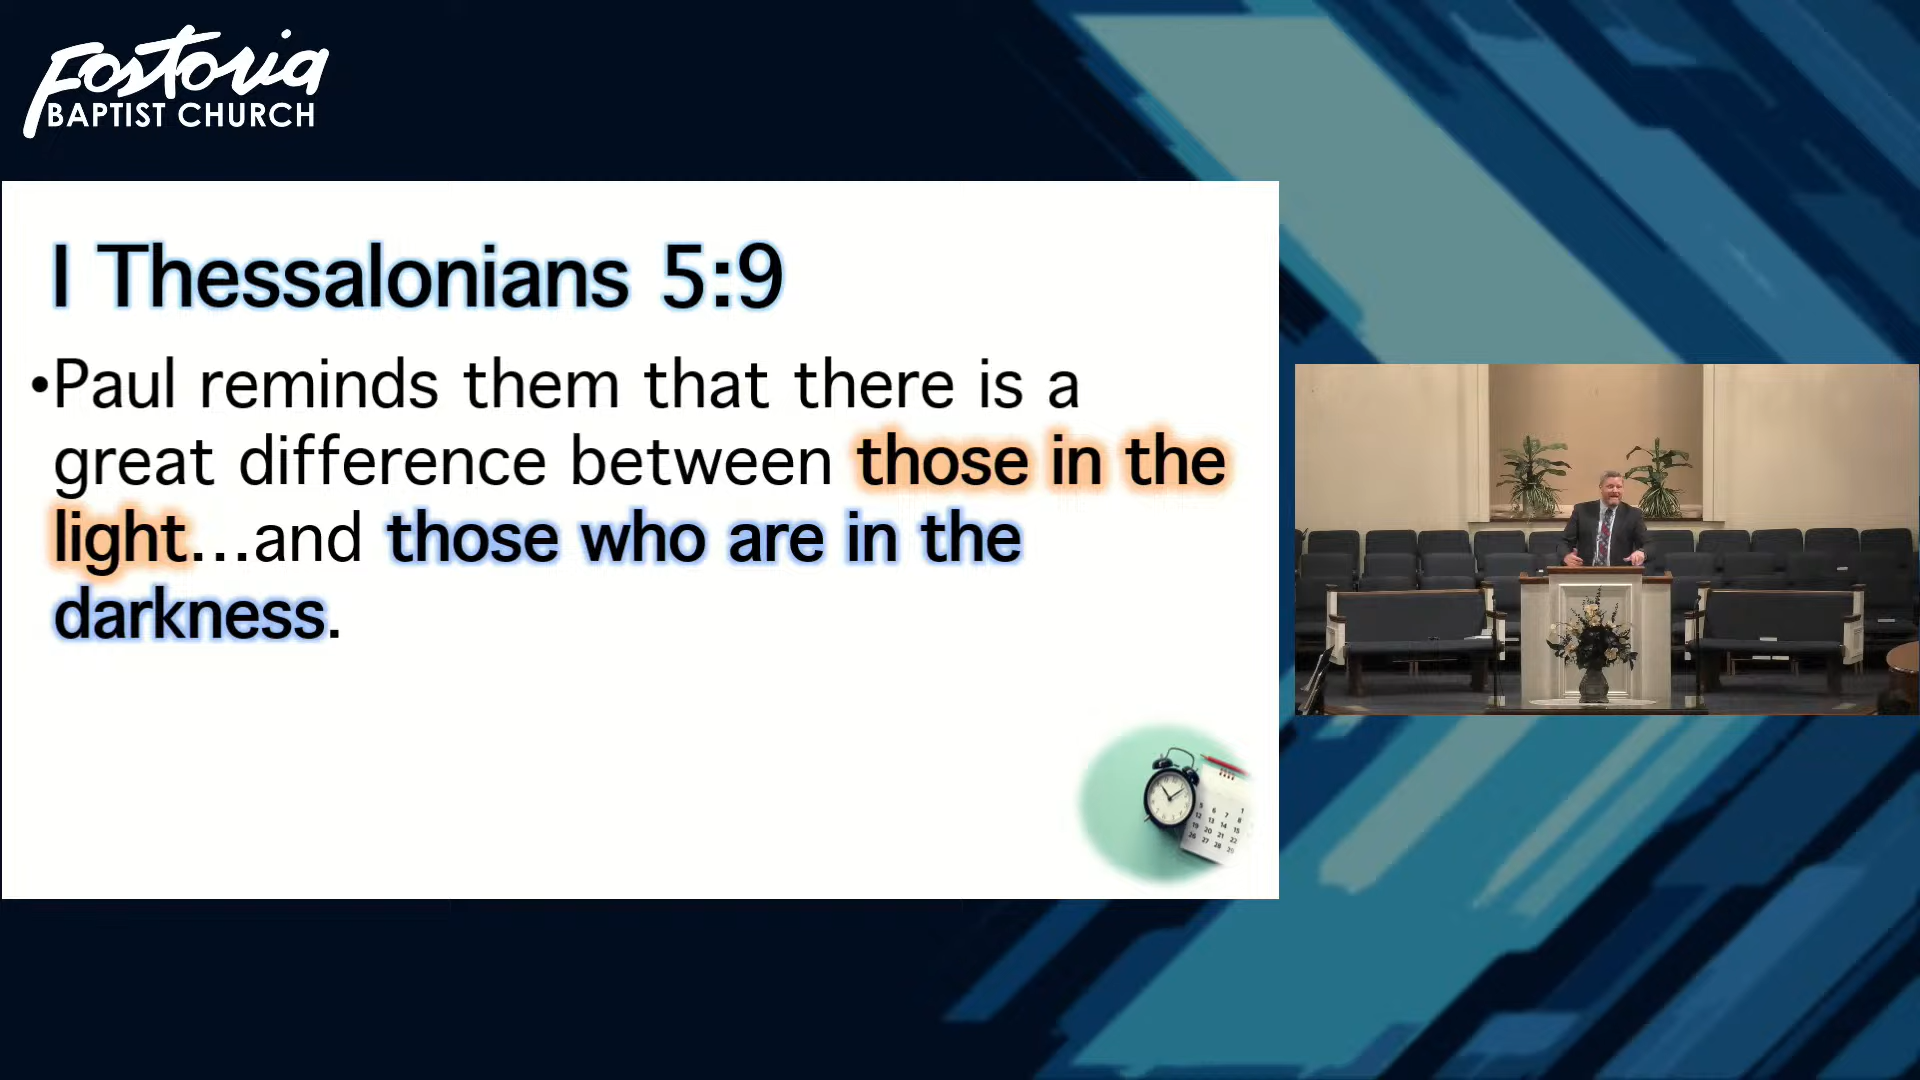 Fostoria
BAPTIST CHURCH
I Thessalonians 5:9
•Paul reminds them that there is a
great difference between those in the
light...and those who are in the
darkness.